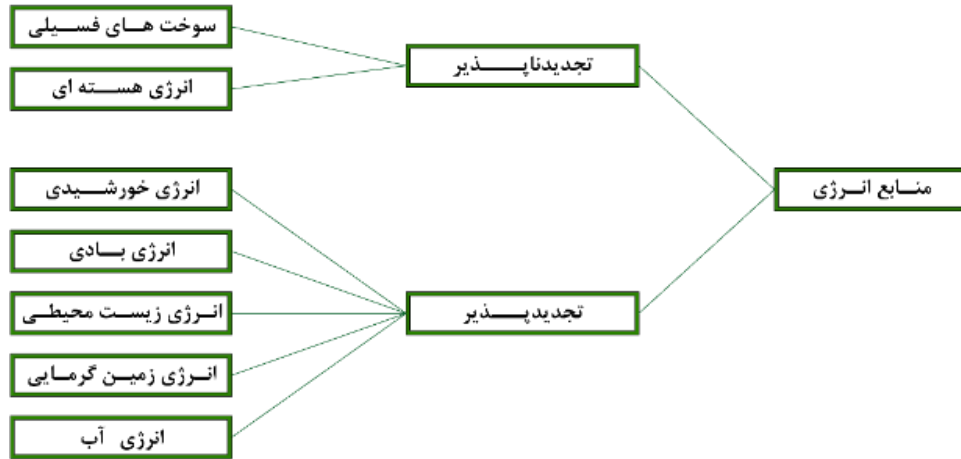 منابع انرژی
تجدیدناپذیر
سوخت های فسیلی
انرژی هسته ای
تجدیدپذیر
انرژی خورشیدی
انرژی بادی
انرژی زیست محیطی
انرژی زمین گرمایی
انرژی آب